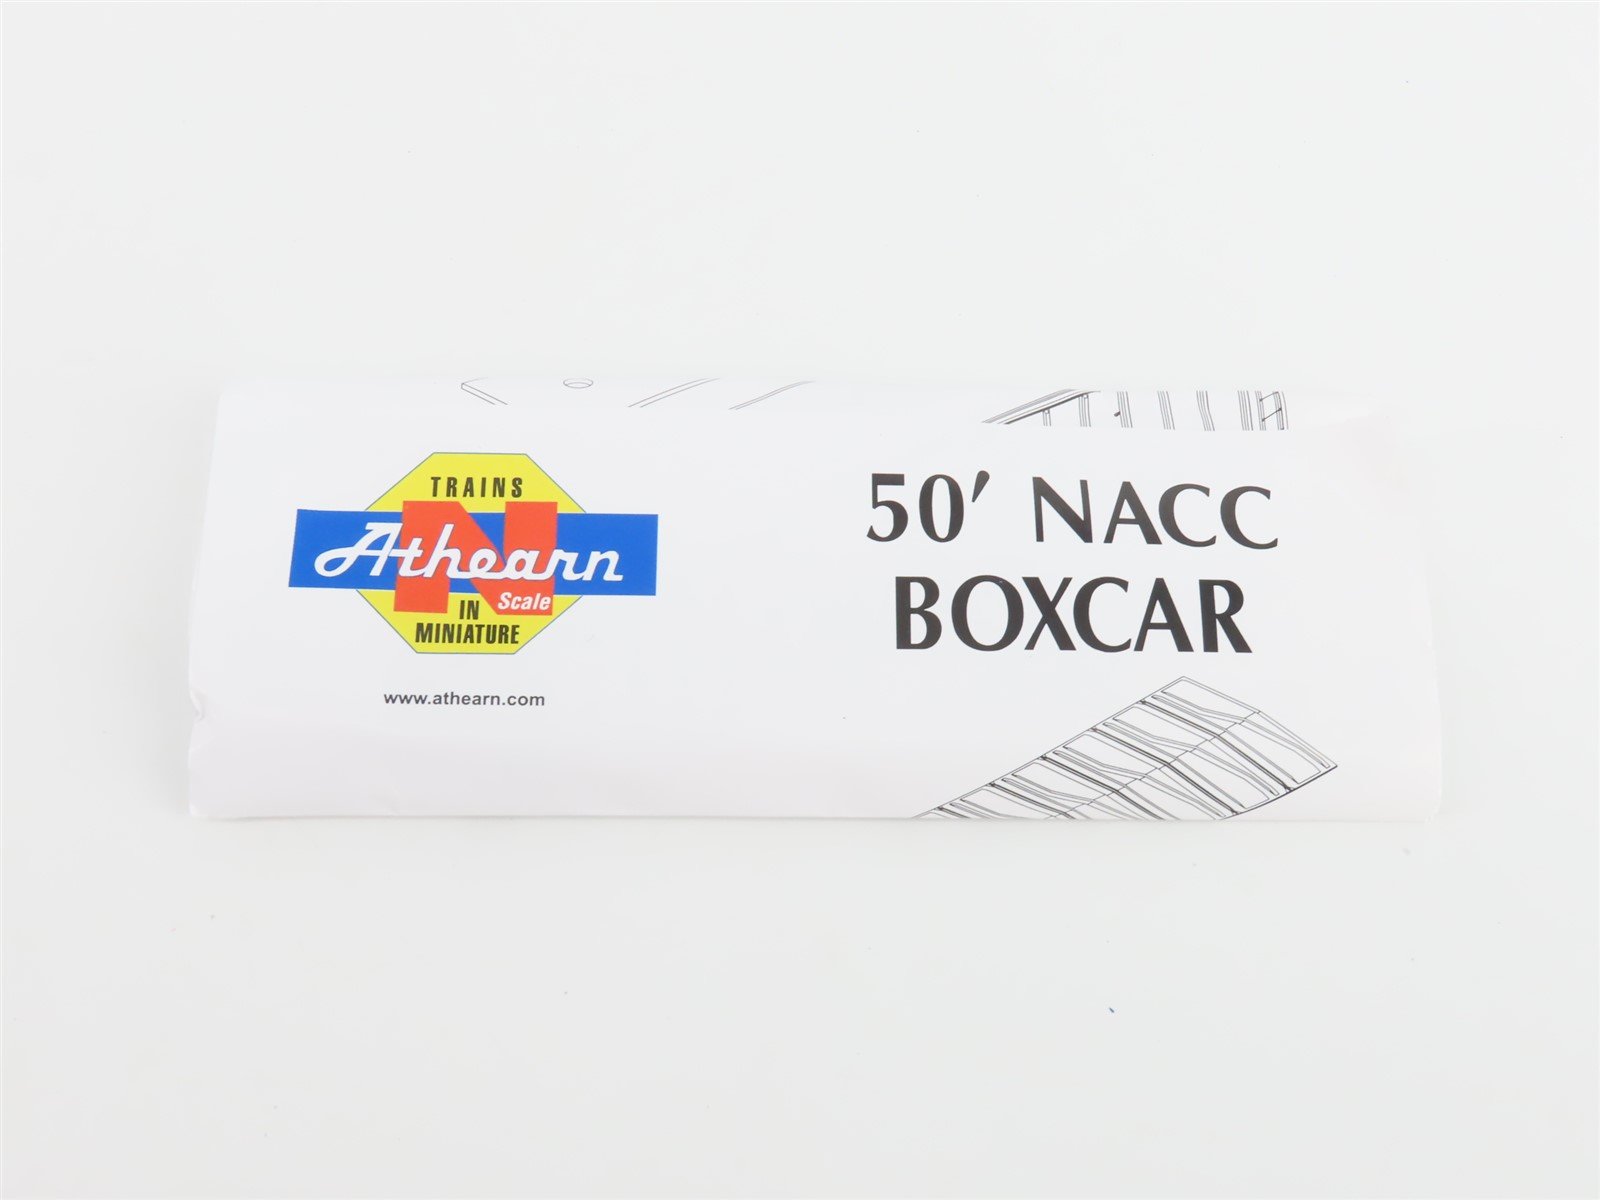 TRAINS
N
Athearn
Scale
IN
MINIATURE
www.athearn.com
50' NACC
BOXCAR